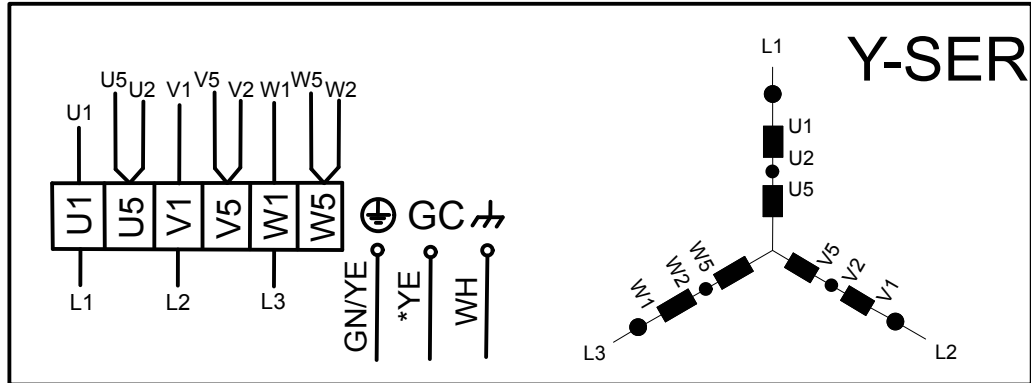 Y-SER
U5 U2 V1 V5 V2 W1 W5 W2
U1
U1 U5 V1 V5 W1 W5
GC
L1 L2 L3
GN/YE *YE WH
L1
U1
U2
U5
W1 W2 W5
V5 V2 V1
L3
L2